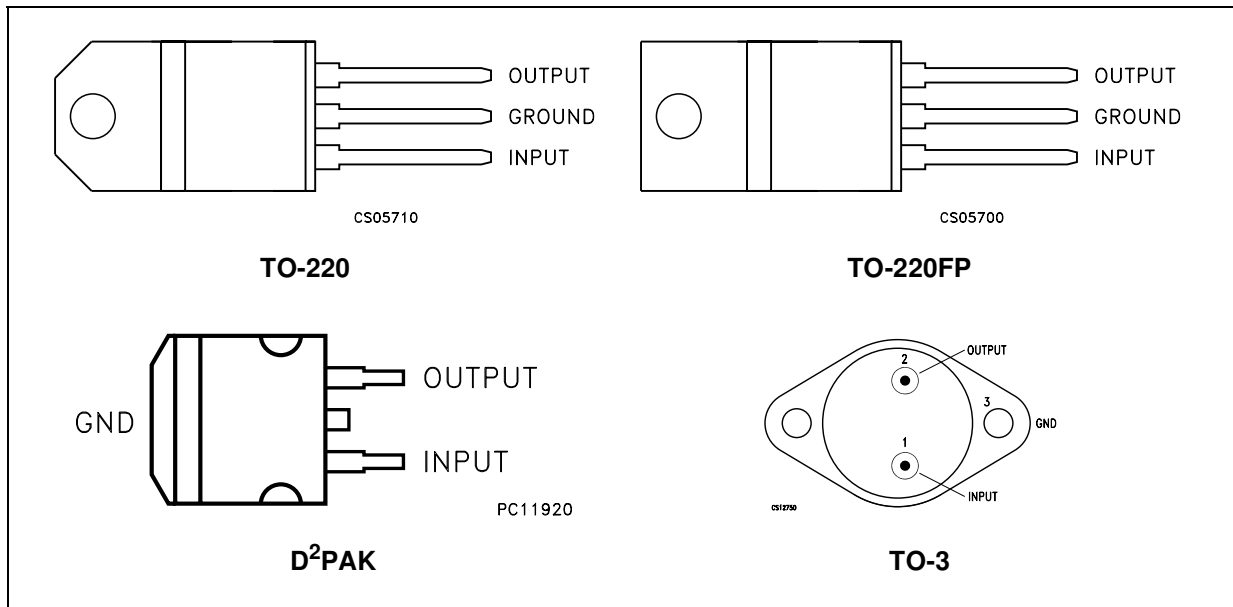 OUTPUT
GROUND
INPUT
CS05710
TO-220
OUTPUT
GROUND
INPUT
CS05700
TO-220FP
GND
OUTPUT
INPUT
PC11920
D²PAK
2
OUTPUT
3
GND
1
INPUT
CS12750
TO-3